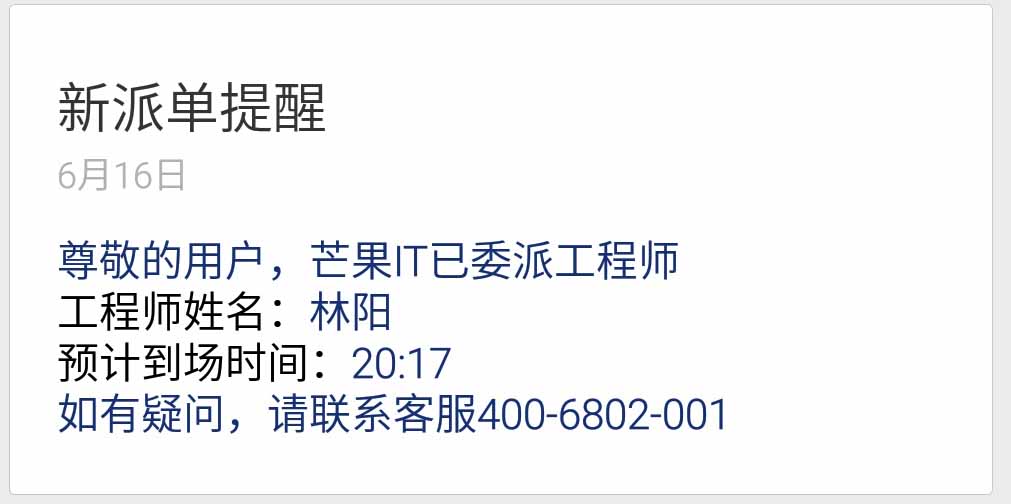 新派单提醒
6月16日
尊敬的用户，芒果IT已委派工程师
工程师姓名：林阳
预计到场时间：20:17
如有疑问，请联系客服400-6802-001